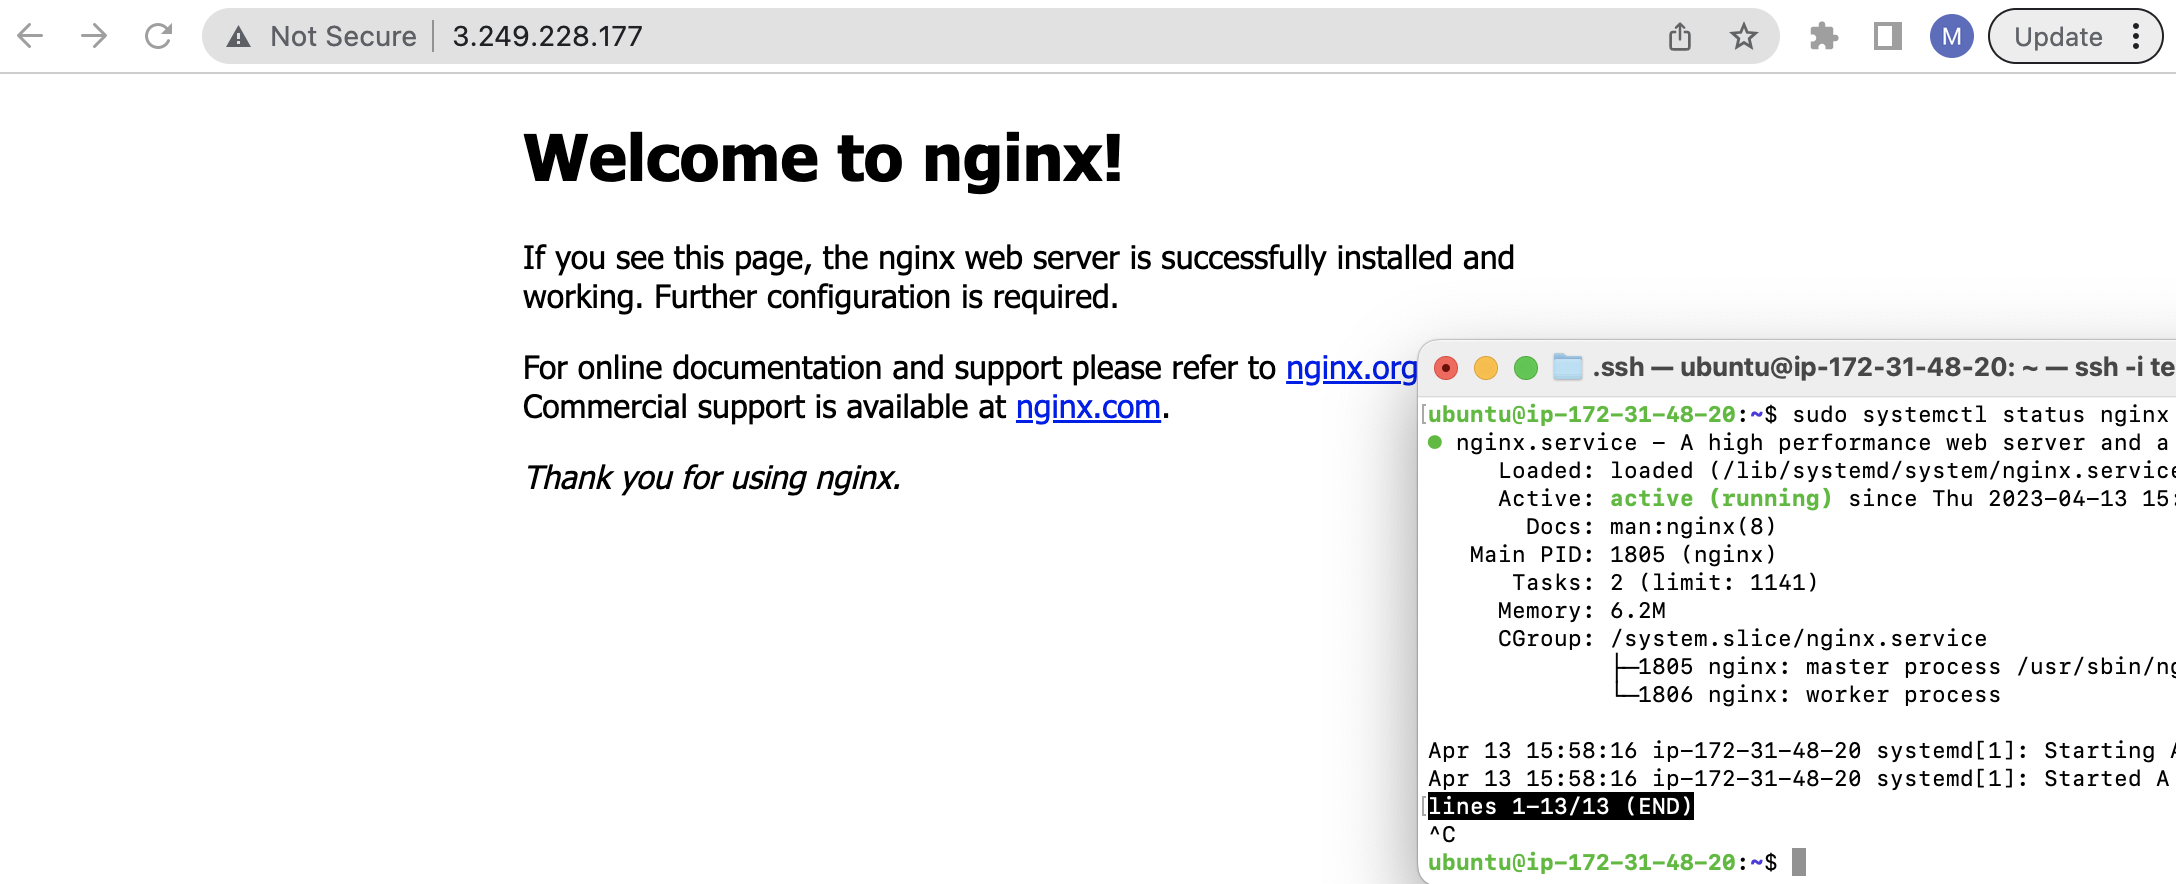 Not Secure | 3.249.228.177
M
Update
Welcome to nginx!
If you see this page, the nginx web server is successfully installed and
working. Further configuration is required.
For online documentation and support please refer to nginx.org
Commercial support is available at nginx.com.
Thank you for using nginx.
.ssh — ubuntu@ip-172-31-48-20: ~ — ssh -i te
ubuntu@ip-172-31-48-20:~$ sudo systemctl status nginx
● nginx.service – A high performance web server and a
Loaded: loaded (/lib/systemd/system/nginx.service
Active: active (running) since Thu 2023-04-13 15:
Docs: man:nginx(8)
Main PID: 1805 (nginx)
Tasks: 2 (limit: 1141)
Memory: 6.2M
CGroup: /system.slice/nginx.service
├─1805 nginx: master process /usr/sbin/ng
└─1806 nginx: worker process
Apr 13 15:58:16 ip-172-31-48-20 systemd[1]: Starting A
Apr 13 15:58:16 ip-172-31-48-20 systemd[1]: Started A
lines 1-13/13 (END)
^C
ubuntu@ip-172-31-48-20:~$